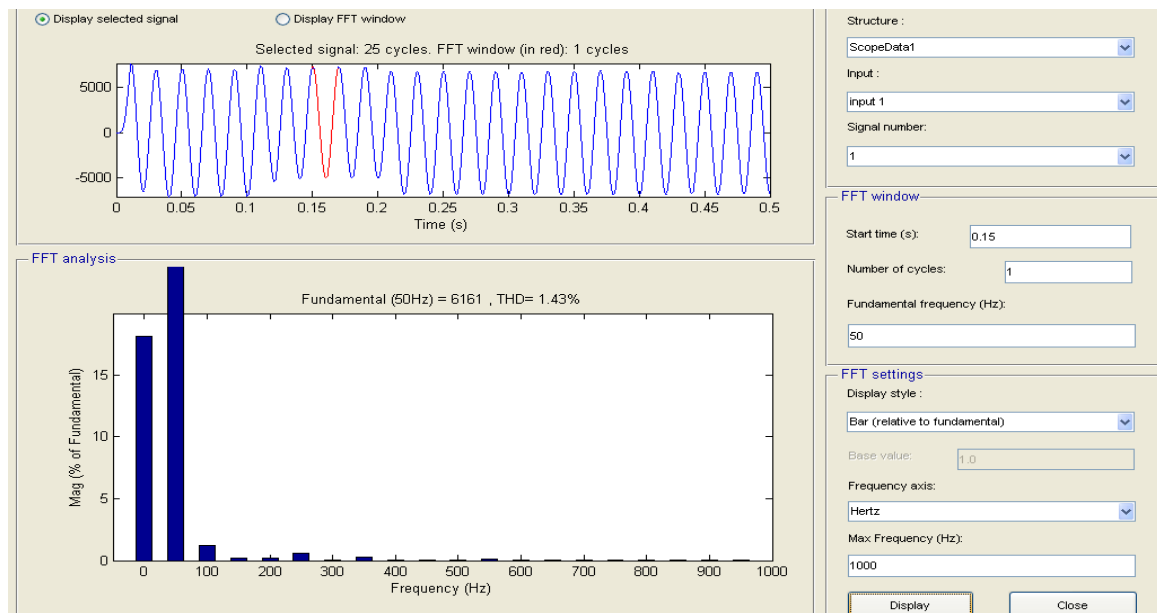 Display selected signal
Display FFT window
Selected signal: 25 cycles. FFT window (in red): 1 cycles
5000
0
-5000
0 0.05 0.1 0.15 0.2 0.25 0.3 0.35 0.4 0.45 0.5
Time (s)
FFT analysis
Fundamental (50Hz) = 6161 , THD= 1.43%
Mag (% of Fundamental)
15
10
5
0
0 100 200 300 400 500 600 700 800 900 1000
Frequency (Hz)
Structure :
ScopeData1
Input :
input 1
Signal number:
1
FFT window
Start time (s):
0.15
Number of cycles:
1
Fundamental frequency (Hz):
50
FFT settings
Display style :
Bar (relative to fundamental)
Base value:
1.0
Frequency axis:
Hertz
Max Frequency (Hz):
1000
Display
Close